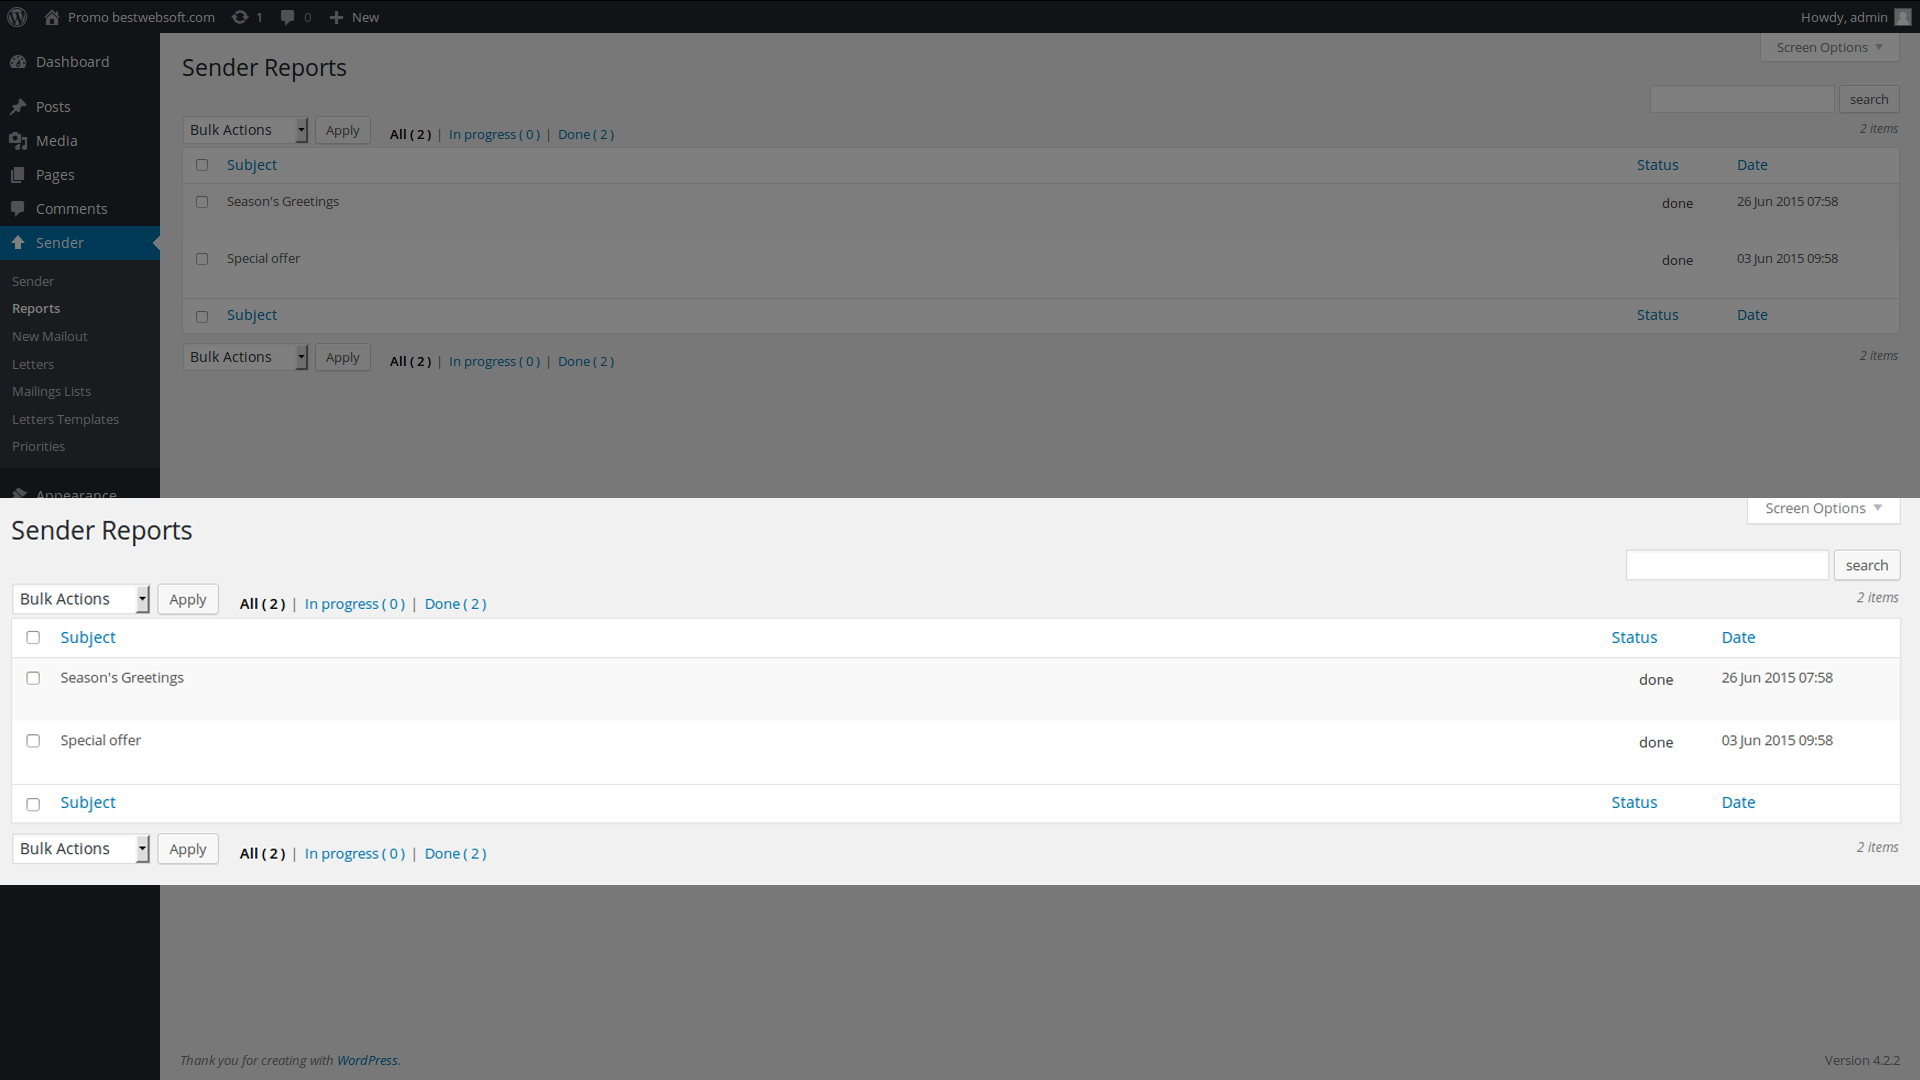 Promo bestwebsoft.com 1 0 New Howdy, admin
Dashboard
Posts
Media
Pages
Comments
Sender
Sender
Reports
New Mailout
Letters
Mailings Lists
Letters Templates
Priorities
Appearance
Screen Options
Sender Reports
search
Bulk Actions Apply All ( 2 ) | In progress ( 0 ) | Done ( 2 ) 2 items
Subject Status Date
Season's Greetings done 26 Jun 2015 07:58
Special offer done 03 Jun 2015 09:58
Subject Status Date
Bulk Actions Apply All ( 2 ) | In progress ( 0 ) | Done ( 2 ) 2 items
Screen Options
Sender Reports
search
Bulk Actions Apply All ( 2 ) | In progress ( 0 ) | Done ( 2 ) 2 items
Subject Status Date
Season's Greetings done 26 Jun 2015 07:58
Special offer done 03 Jun 2015 09:58
Subject Status Date
Bulk Actions Apply All ( 2 ) | In progress ( 0 ) | Done ( 2 ) 2 items
Thank you for creating with WordPress. Version 4.2.2